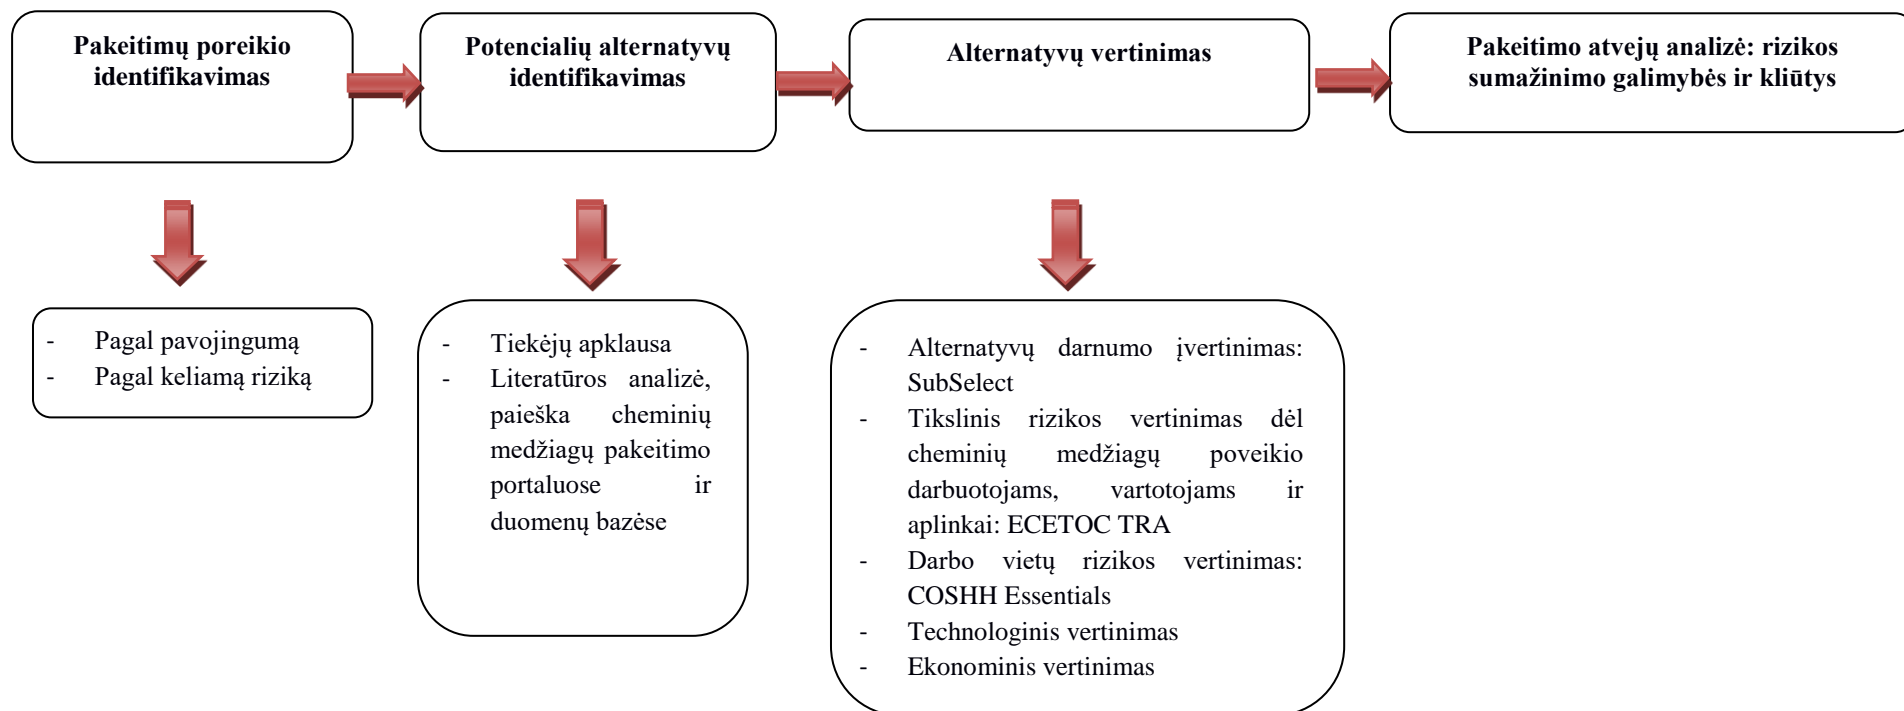 Pakeitimų poreikio
identifikavimas
Potencialių alternatyvų
identifikavimas
Alternatyvų vertinimas
Pakeitimo atvejų analizė: rizikos
sumažinimo galimybės ir kliūtys
- Pagal pavojingumą
- Pagal keliamą riziką
- Tiekėjų apklausa
- Literatūros analizė,
paieška cheminių
medžiagų pakeitimo
portaluose ir
duomenų bazėse
- Alternatyvų darnumo įvertinimas:
SubSelect
- Tikslinis rizikos vertinimas dėl
cheminių medžiagų poveikio
darbuotojams, vartotojams ir
aplinkai: ECETOC TRA
- Darbo vietų rizikos vertinimas:
COSHH Essentials
- Technologinis vertinimas
- Ekonominis vertinimas